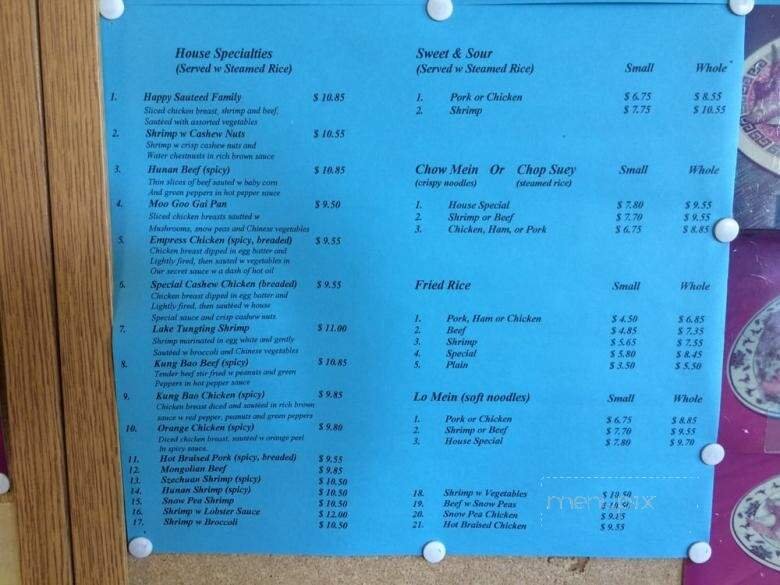 House Specialties
(Served w Steamed Rice)
1. Happy Sauteed Family $ 10.85
Sliced chicken breast, shrimp and beef,
Sautéed with assorted vegetables
2. Shrimp w Cashew Nuts $ 10.55
Shrimp w crisp cashew nuts and
Water chestnusts in rich brown sauce
3. Hunan Beef (spicy) $ 10.85
Thin slices of beef sauted w baby corn
And green peppers in hot pepper sauce
4. Moo Goo Gai Pan $ 9.50
Sliced chicken breasts sautted w
Mushrooms, snow peas and Chinese vegetables
5. Empress Chicken (spicy, breaded) $ 9.55
Chicken breast dipped in egg batter and
Lightly fired, then sauted w vegetables in
Our secret sauce w a dash of hot oil
6. Special Cashew Chicken (breaded) $ 9.55
Chicken breast dipped in egg batter and
Lightly fired, then sautéed w house
Special sauce and crisp cashew nuts
7. Lake Tungting Shrimp $ 11.00
Shrimp marinated in egg white and gently
Sautéed w broccoli and Chinese vegetables
8. Kung Bao Beef (spicy) $ 10.85
Tender beef stir fried w peanuts and green
Peppers in hot pepper sauce
9. Kung Bao Chicken (spicy) $ 9.85
Chicken breast diced and sautéed in rich brown
sauce w red pepper, peanuts and green peppers
10. Orange Chicken (spicy) $ 9.80
Diced chicken breast, sautéed w orange peel
In spicy sauce.
11. Hot Braised Pork (spicy, breaded) $ 9.55
12. Mongolian Beef $ 9.85
13. Szechuan Shrimp (spicy) $ 10.50
14. Hunan Shrimp (spicy) $ 10.50
15. Snow Pea Shrimp $ 10.50
16. Shrimp w Lobster Sauce $ 12.00
17. Shrimp w Broccoli $ 10.50
Sweet & Sour
(Served w Steamed Rice) Small Whole
1. Pork or Chicken $ 6.75 $ 8.55
2. Shrimp $ 7.75 $ 10.55
Chow Mein Or Chop Suey Small Whole
(crispy noodles) (steamed rice)
1. House Special $ 7.80 $ 9.55
2. Shrimp or Beef $ 7.70 $ 9.55
3. Chicken, Ham, or Pork $ 6.75 $ 8.85
Fried Rice Small Whole
1. Pork, Ham or Chicken $ 4.50 $ 6.85
2. Beef $ 4.85 $ 7.35
3. Shrimp $ 5.65 $ 7.55
4. Special $ 5.80 $ 8.45
5. Plain $ 3.50 $ 5.50
Lo Mein (soft noodles) Small Whole
1. Pork or Chicken $ 6.75 $ 8.85
2. Shrimp or Beef $ 7.70 $ 9.55
3. House Special $ 7.80 $ 9.70
18. Shrimp w Vegetables $ 10.50
19. Beef w Snow Peas
20. Snow Pea Chicken $ 9.15
21. Hot Braised Chicken $ 9.55